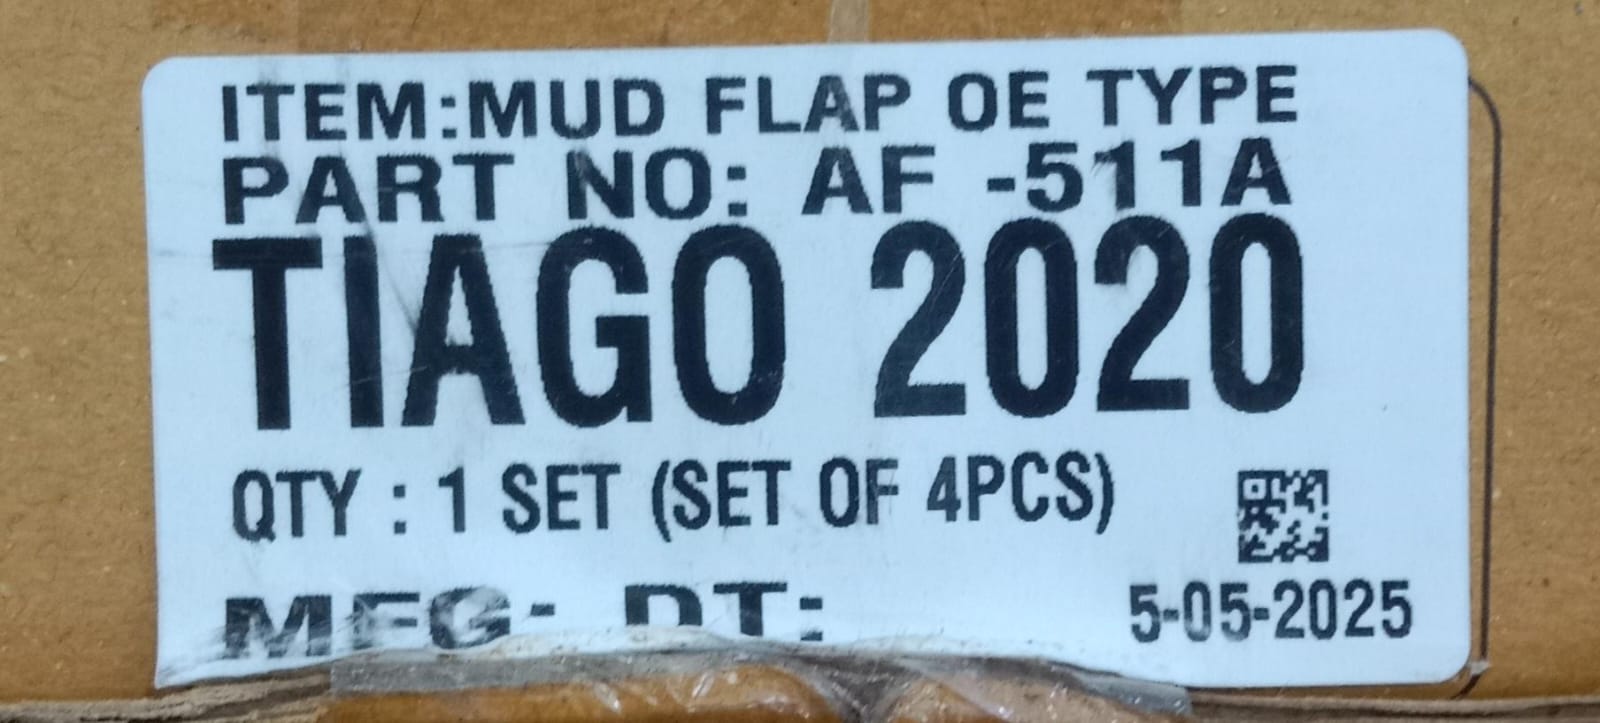 ITEM:MUD FLAP OE TYPE
PART NO: AF -511A
TIAGO 2020
QTY : 1 SET (SET OF 4PCS)
MFG: DT: 5-05-2025